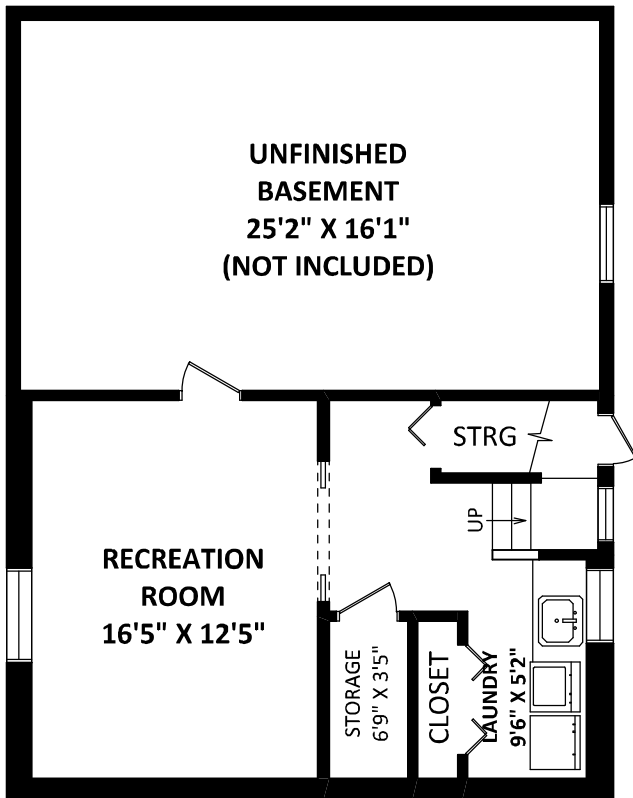 UNFINISHED
BASEMENT
25'2" X 16'1"
(NOT INCLUDED)
STRG
UP
RECREATION
ROOM
16'5" X 12'5"
STORAGE
6'9" X 3'5"
CLOSET
LAUNDRY
9'6" X 5'2"